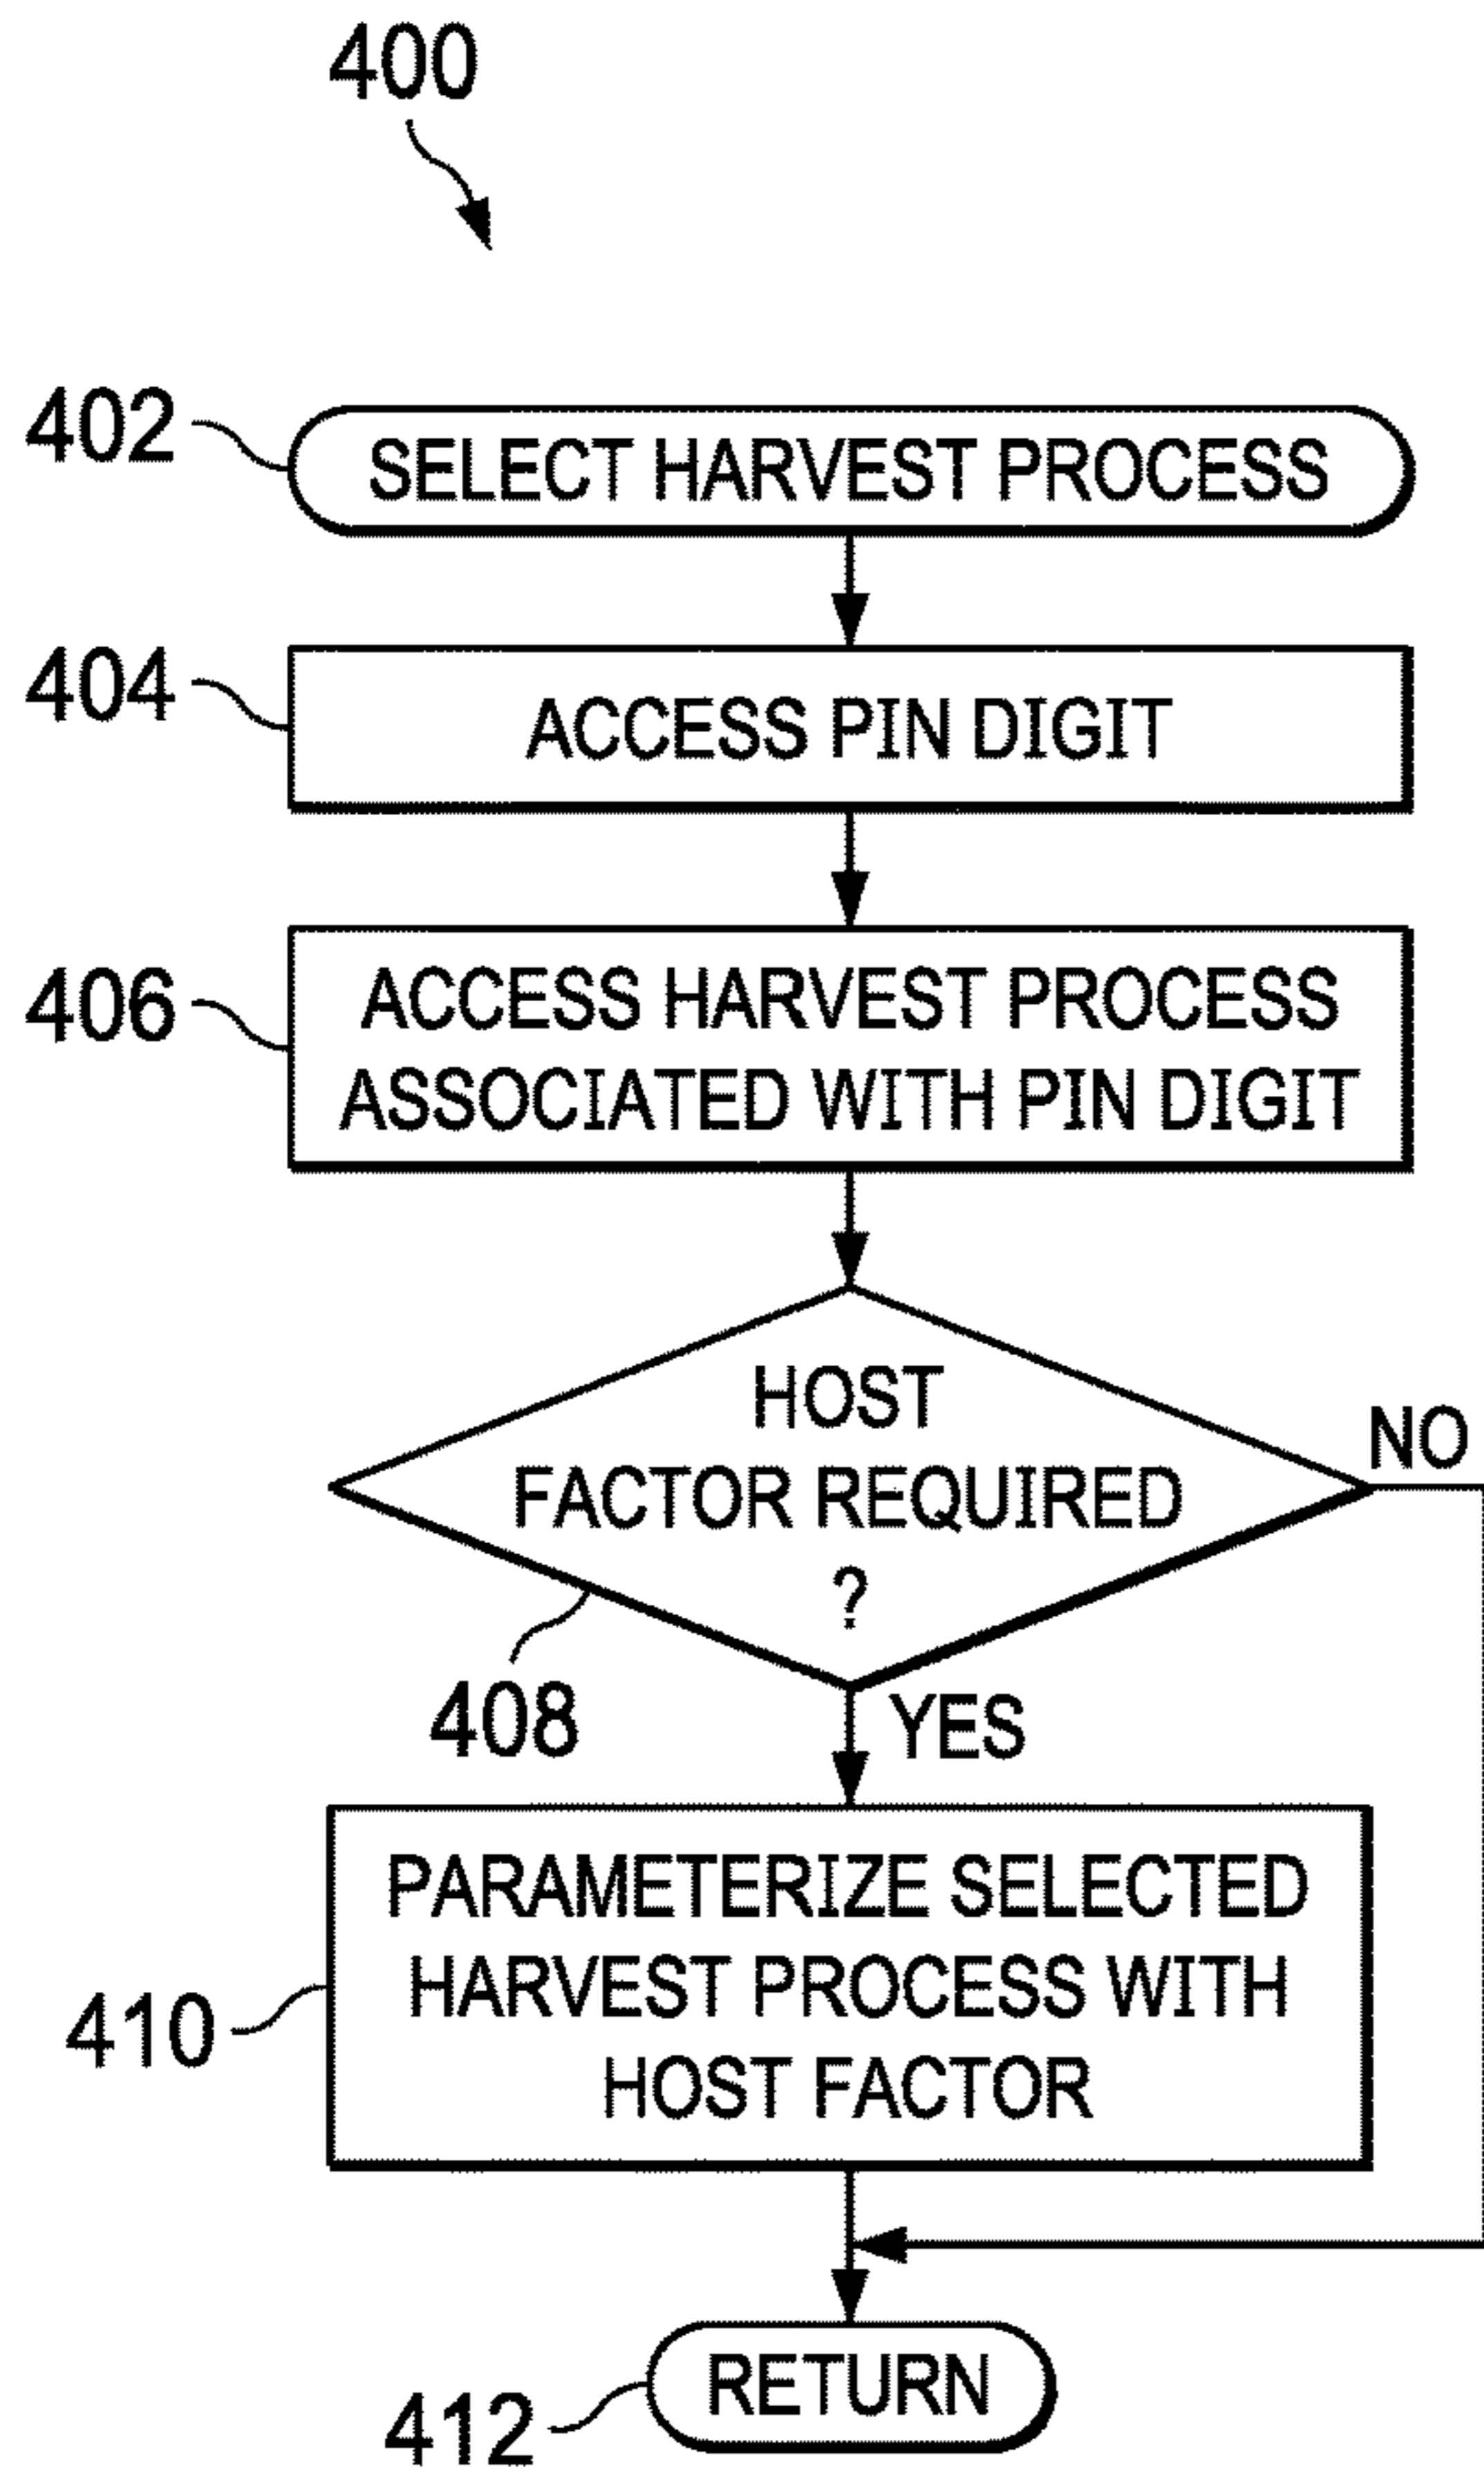 400
402
SELECT HARVEST PROCESS
404
ACCESS PIN DIGIT
406
ACCESS HARVEST PROCESS
ASSOCIATED WITH PIN DIGIT
HOST
FACTOR REQUIRED
?
NO
408
YES
PARAMETERIZE SELECTED
HARVEST PROCESS WITH
HOST FACTOR
410
RETURN
412